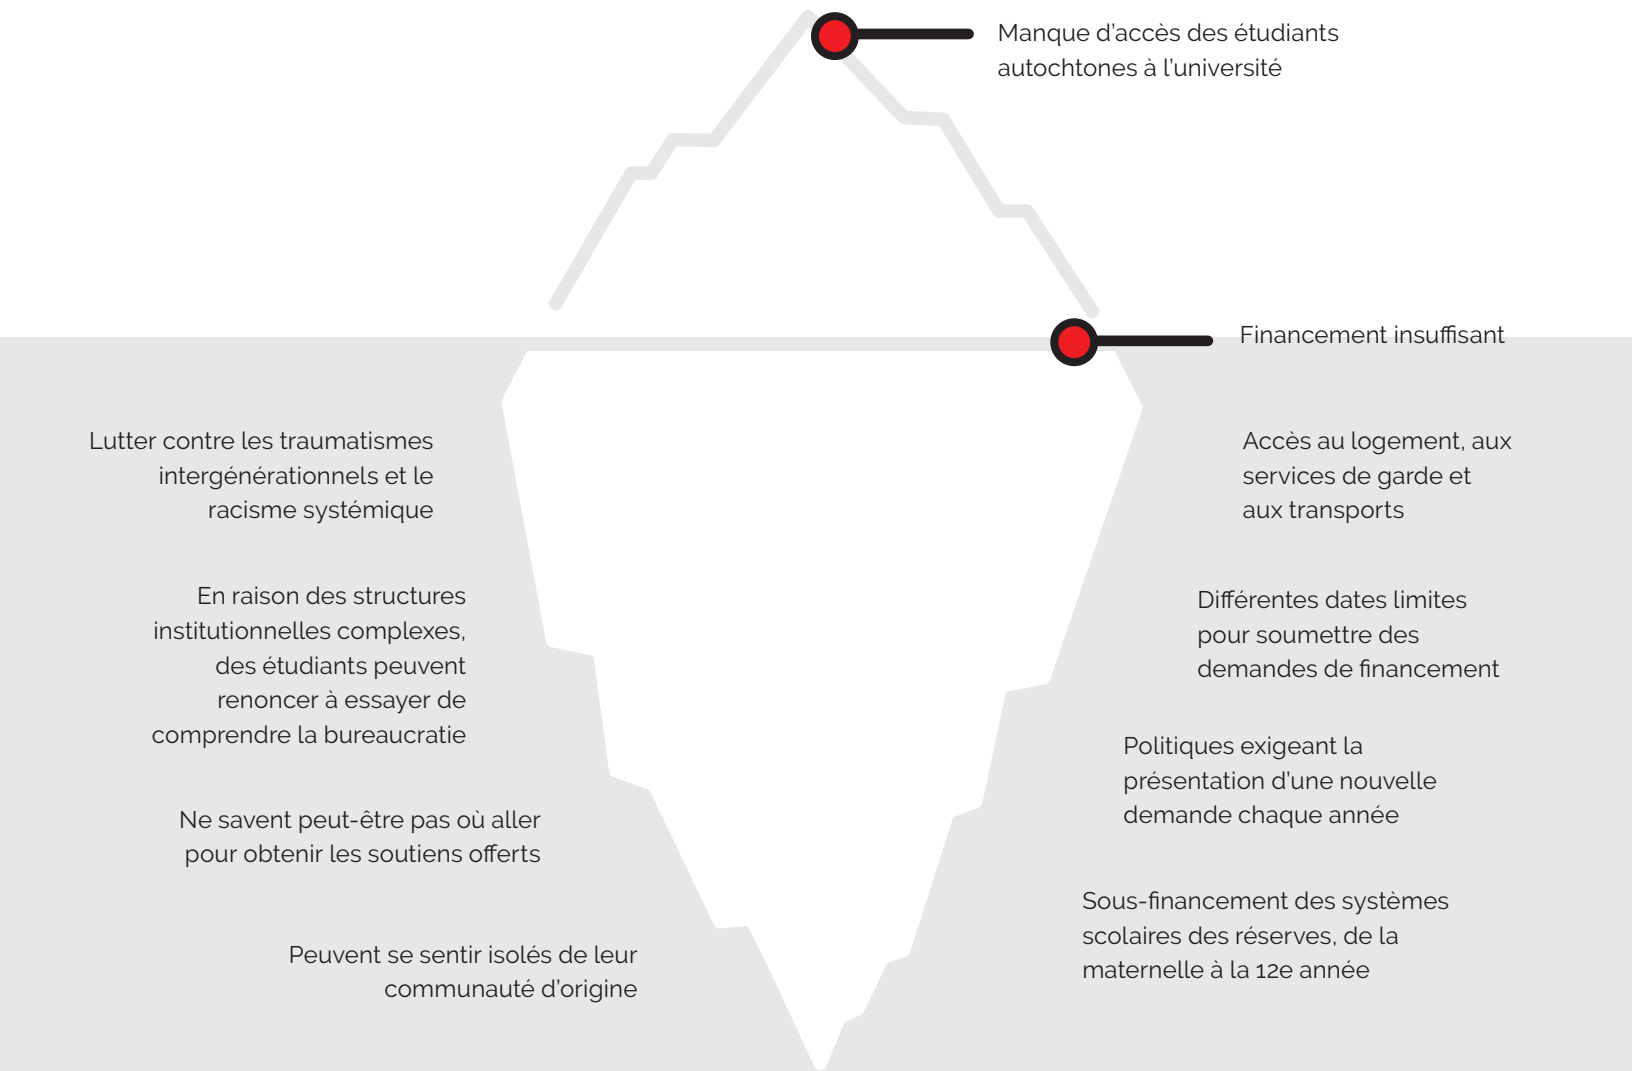 Manque d’accès des étudiants
autochtones à l’université
Financement insuffisant
Lutter contre les traumatismes
intergénérationnels et le
racisme systémique
En raison des structures
institutionnelles complexes,
des étudiants peuvent
renoncer à essayer de
comprendre la bureaucratie
Ne savent peut-être pas où aller
pour obtenir les soutiens offerts
Peuvent se sentir isolés de leur
communauté d’origine
Accès au logement, aux
services de garde et
aux transports
Différentes dates limites
pour soumettre des
demandes de financement
Politiques exigeant la
présentation d’une nouvelle
demande chaque année
Sous-financement des systèmes
scolaires des réserves, de la
maternelle à la 12e année